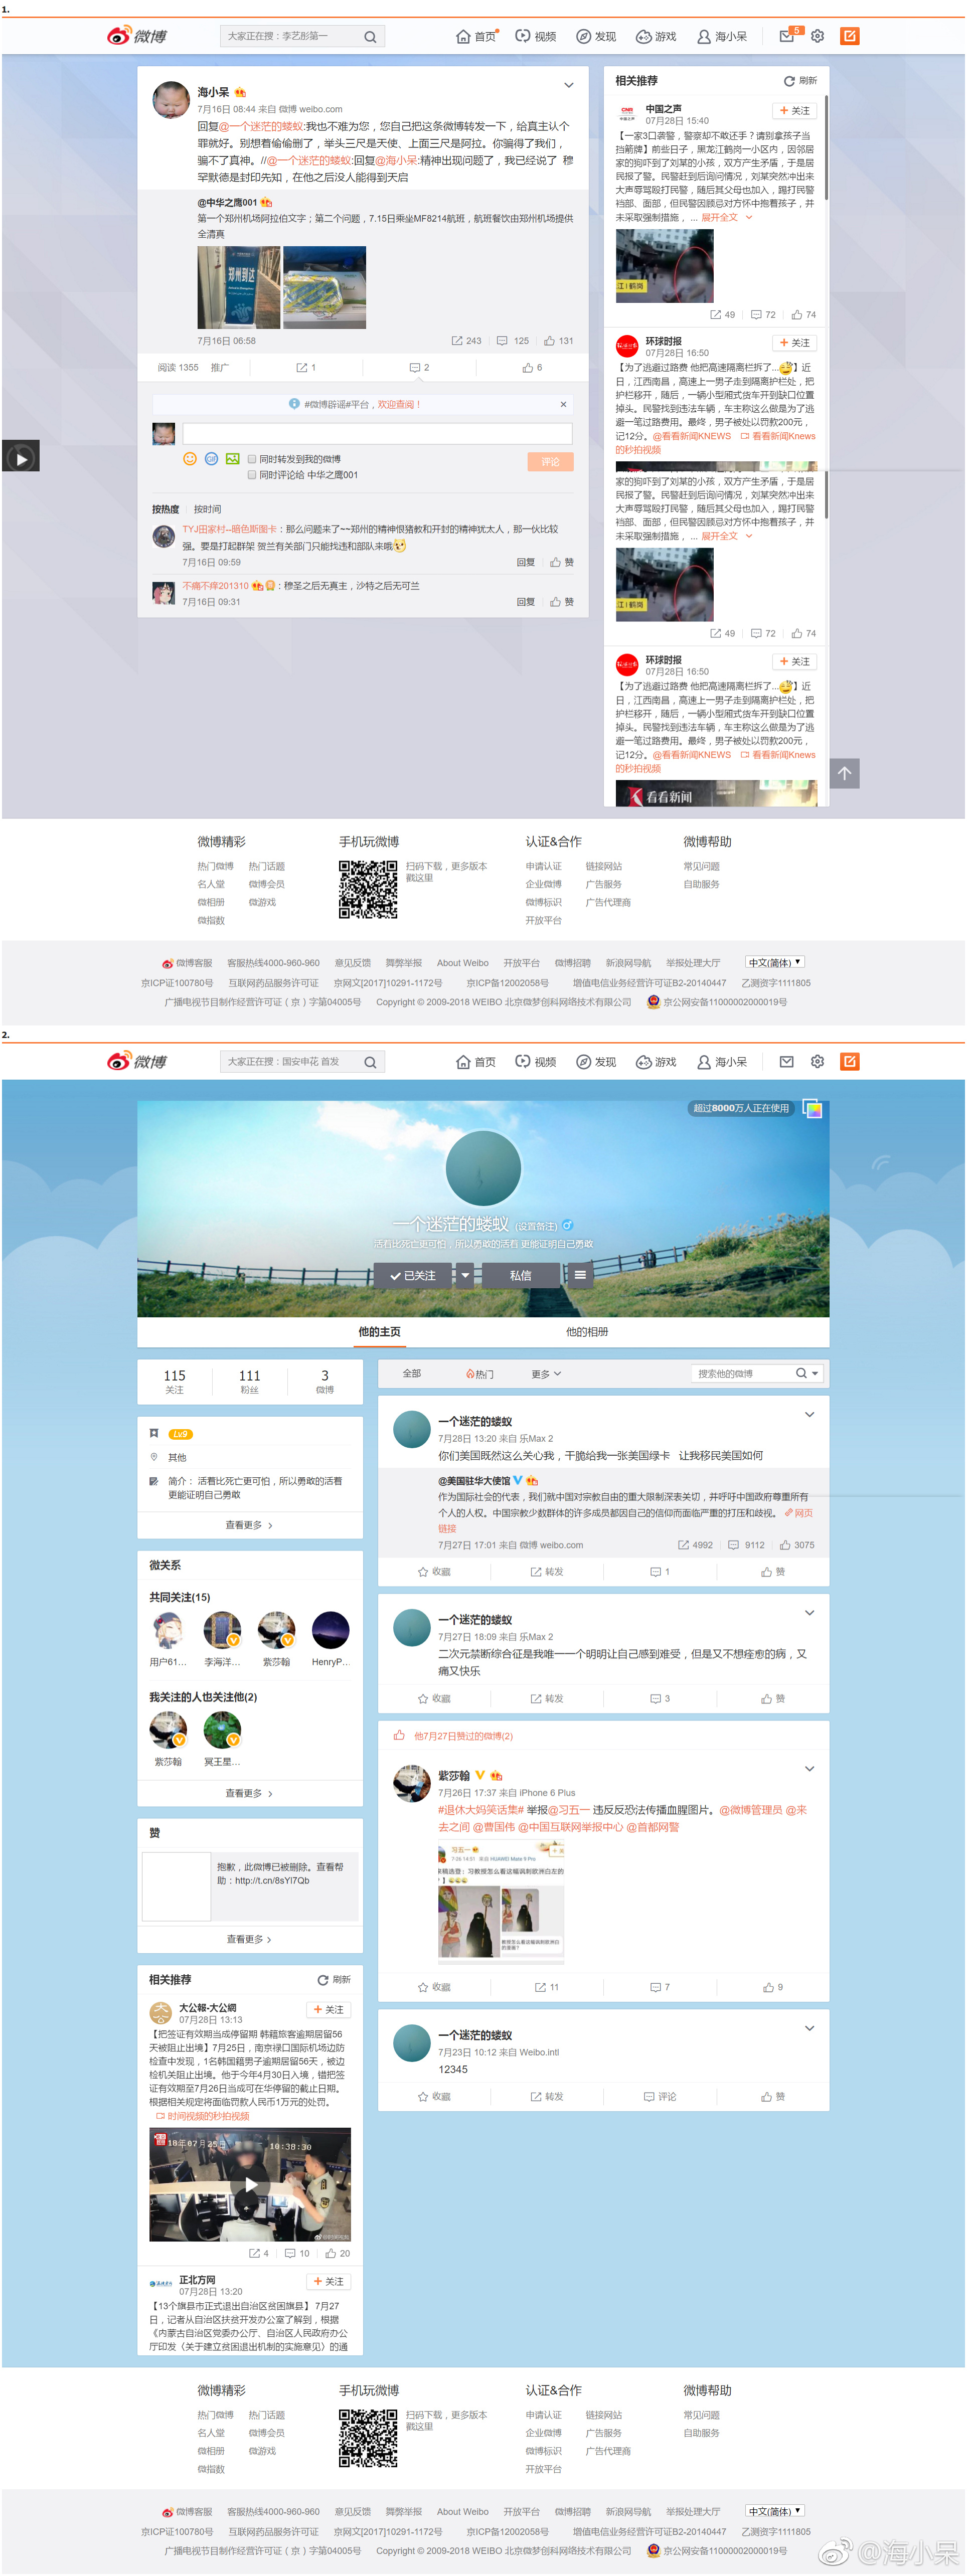 1.
微博
大家正在搜：李艺彤第一
首页
视频
发现
游戏
海小呆
5
海小呆
7月16日 08:44 来自 微博 weibo.com
回复@一个迷茫的蝼蚁:我也不难为您，您自己把这条微博转发一下，给真主认个
罪就好。别想着偷偷删了，举头三尺是天使、上面三尺是阿拉。你骗得了我们，
骗不了真神。//@一个迷茫的蝼蚁:回复@海小呆:精神出现问题了，我已经说了 穆
罕默德是封印先知，在他之后没人能得到天启
@中华之鹰001
第一个郑州机场阿拉伯文字；第二个问题，7.15日乘坐MF8214航班，航班餐饮由郑州机场提供
全清真
郑州到达
7月16日 06:58
243
125
131
阅读 1355
推广
1
2
6
#微博辟谣#平台，欢迎查阅！
同时转发到我的微博
同时评论给 中华之鹰001
评论
按热度
按时间
TYJ田家村--暗色斯图卡：那么问题来了~~郑州的精神恨猪教和开封的精神犹太人，那一伙比较
强。要是打起群架 贺兰有关部门只能找违和部队来哦
7月16日 09:59
回复
赞
不痛不痒201310：穆圣之后无真主，沙特之后无可兰
7月16日 09:31
回复
赞
相关推荐
刷新
中国之声
+ 关注
07月28日 15:40
【一家3口袭警，警察却不敢还手？请别拿孩子当
挡箭牌】前些日子，黑龙江鹤岗一小区内，因邻居
家的狗吓到了刘某的小孩，双方产生矛盾，于是居
民报了警。民警赶到后询问情况，刘某突然冲出来
大声辱骂殴打民警，随后其父母也加入，踢打民警
裆部、面部，但民警因顾忌对方怀中抱着孩子，并
未采取强制措施，... 展开全文
49
72
74
环球时报
+ 关注
07月28日 16:50
【为了逃避过路费 他把高速隔离栏拆了...】近
日，江西南昌，高速上一男子走到隔离护栏处，把
护栏移开，随后，一辆小型厢式货车开到缺口位置
掉头。民警找到违法车辆，车主称这么做是为了逃
避一笔过路费用。最终，男子被处以罚款200元，
记12分。@看看新闻KNEWS 看看新闻Knews
的秒拍视频
家的狗吓到了刘某的小孩，双方产生矛盾，于是居
民报了警。民警赶到后询问情况，刘某突然冲出来
大声辱骂殴打民警，随后其父母也加入，踢打民警
裆部、面部，但民警因顾忌对方怀中抱着孩子，并
未采取强制措施，... 展开全文
49
72
74
环球时报
+ 关注
07月28日 16:50
【为了逃避过路费 他把高速隔离栏拆了...】近
日，江西南昌，高速上一男子走到隔离护栏处，把
护栏移开，随后，一辆小型厢式货车开到缺口位置
掉头。民警找到违法车辆，车主称这么做是为了逃
避一笔过路费用。最终，男子被处以罚款200元，
记12分。@看看新闻KNEWS 看看新闻Knews
的秒拍视频
看看新闻
微博精彩
手机玩微博
认证&合作
微博帮助
热门微博 热门话题
名人堂 微博会员
微相册 微游戏
微指数
扫码下载，更多版本
戳这里
申请认证 链接网站
企业微博 广告服务
微博标识 广告代理商
开放平台
常见问题
自助服务
微博客服 客服热线4000-960-960 意见反馈 舞弊举报 About Weibo 开放平台 微博招聘 新浪网导航 举报处理大厅 中文(简体)
京ICP证100780号 互联网药品服务许可证 京网文[2017]10291-1172号 京ICP备12002058号 增值电信业务经营许可证B2-20140447 乙测资字1111805
广播电视节目制作经营许可证（京）字第04005号 Copyright © 2009-2018 WEIBO 北京微梦创科网络技术有限公司 京公网安备11000002000019号
2.
微博
大家正在搜：国安申花 首发
首页
视频
发现
游戏
海小呆
超过8000万人正在使用
一个迷茫的蝼蚁 (设置备注)
活着比死亡更可怕，所以勇敢的活着 更能证明自己勇敢
已关注
私信
他的主页
他的相册
115
关注
111
粉丝
3
微博
Lv9
其他
简介： 活着比死亡更可怕，所以勇敢的活着
更能证明自己勇敢
查看更多
微关系
共同关注(15)
用户61...
李海洋...
紫莎翰
HenryP...
我关注的人也关注他(2)
紫莎翰
冥王星...
查看更多
赞
抱歉，此微博已被删除。查看帮
助：http://t.cn/8sYl7Qb
查看更多
相关推荐
刷新
大公報-大公網
+ 关注
07月28日 13:13
【把签证有效期当成停留期 韩籍旅客逾期居留56
天被阻止出境】7月25日，南京禄口国际机场边防
检查中发现，1名韩国籍男子逾期居留56天，被边
检机关阻止出境。他于今年4月30日入境，错把签
证有效期至7月26日当成可在华停留的截止日期。
根据相关规定将面临罚款人民币1万元的处罚。
时间视频的秒拍视频
10:38:30
4
10
20
正北方网
+ 关注
07月28日 13:20
【13个旗县市正式退出自治区贫困旗县】 7月27
日，记者从自治区扶贫开发办公室了解到，根据
《内蒙古自治区党委办公厅、自治区人民政府办公
厅印发〈关于建立贫困退出机制的实施意见〉的通
全部
热门
更多
搜索他的微博
一个迷茫的蝼蚁
7月28日 13:20 来自 乐Max 2
你们美国既然这么关心我，干脆给我一张美国绿卡 让我移民美国如何
@美国驻华大使馆
作为国际社会的代表，我们就中国对宗教自由的重大限制深表关切，并呼吁中国政府尊重所有
个人的人权。中国宗教少数群体的许多成员都因自己的信仰而面临严重的打压和歧视。 网页
链接
7月27日 17:01 来自 微博 weibo.com
4992
9112
3075
收藏
转发
1
赞
一个迷茫的蝼蚁
7月27日 18:09 来自 乐Max 2
二次元禁断综合征是我唯一一个明明让自己感到难受，但是又不想痊愈的病，又
痛又快乐
收藏
转发
3
赞
他7月27日赞过的微博(2)
紫莎翰
7月26日 17:37 来自 iPhone 6 Plus
#退休大妈笑话集# 举报@习五一 违反反恐法传播血腥图片。@微博管理员 @来
去之间 @曹国伟 @中国互联网举报中心 @首都网警
习五一
7-26 14:51 来自 HUAWEI Mate 9 Pro
收藏
11
7
9
一个迷茫的蝼蚁
7月23日 10:12 来自 Weibo.intl
12345
收藏
转发
评论
赞
微博精彩
手机玩微博
认证&合作
微博帮助
热门微博 热门话题
名人堂 微博会员
微相册 微游戏
微指数
扫码下载，更多版本
戳这里
申请认证 链接网站
企业微博 广告服务
微博标识 广告代理商
开放平台
常见问题
自助服务
微博客服 客服热线4000-960-960 意见反馈 舞弊举报 About Weibo 开放平台 微博招聘 新浪网导航 举报处理大厅 中文(简体)
京ICP证100780号 互联网药品服务许可证 京网文[2017]10291-1172号 京ICP备12002058号 增值电信业务经营许可证B2-20140447 乙测资字1111805
广播电视节目制作经营许可证（京）字第04005号 Copyright © 2009-2018 WEIBO 北京微梦创科网络技术有限公司 京公网安备11000002000019号
@海小呆